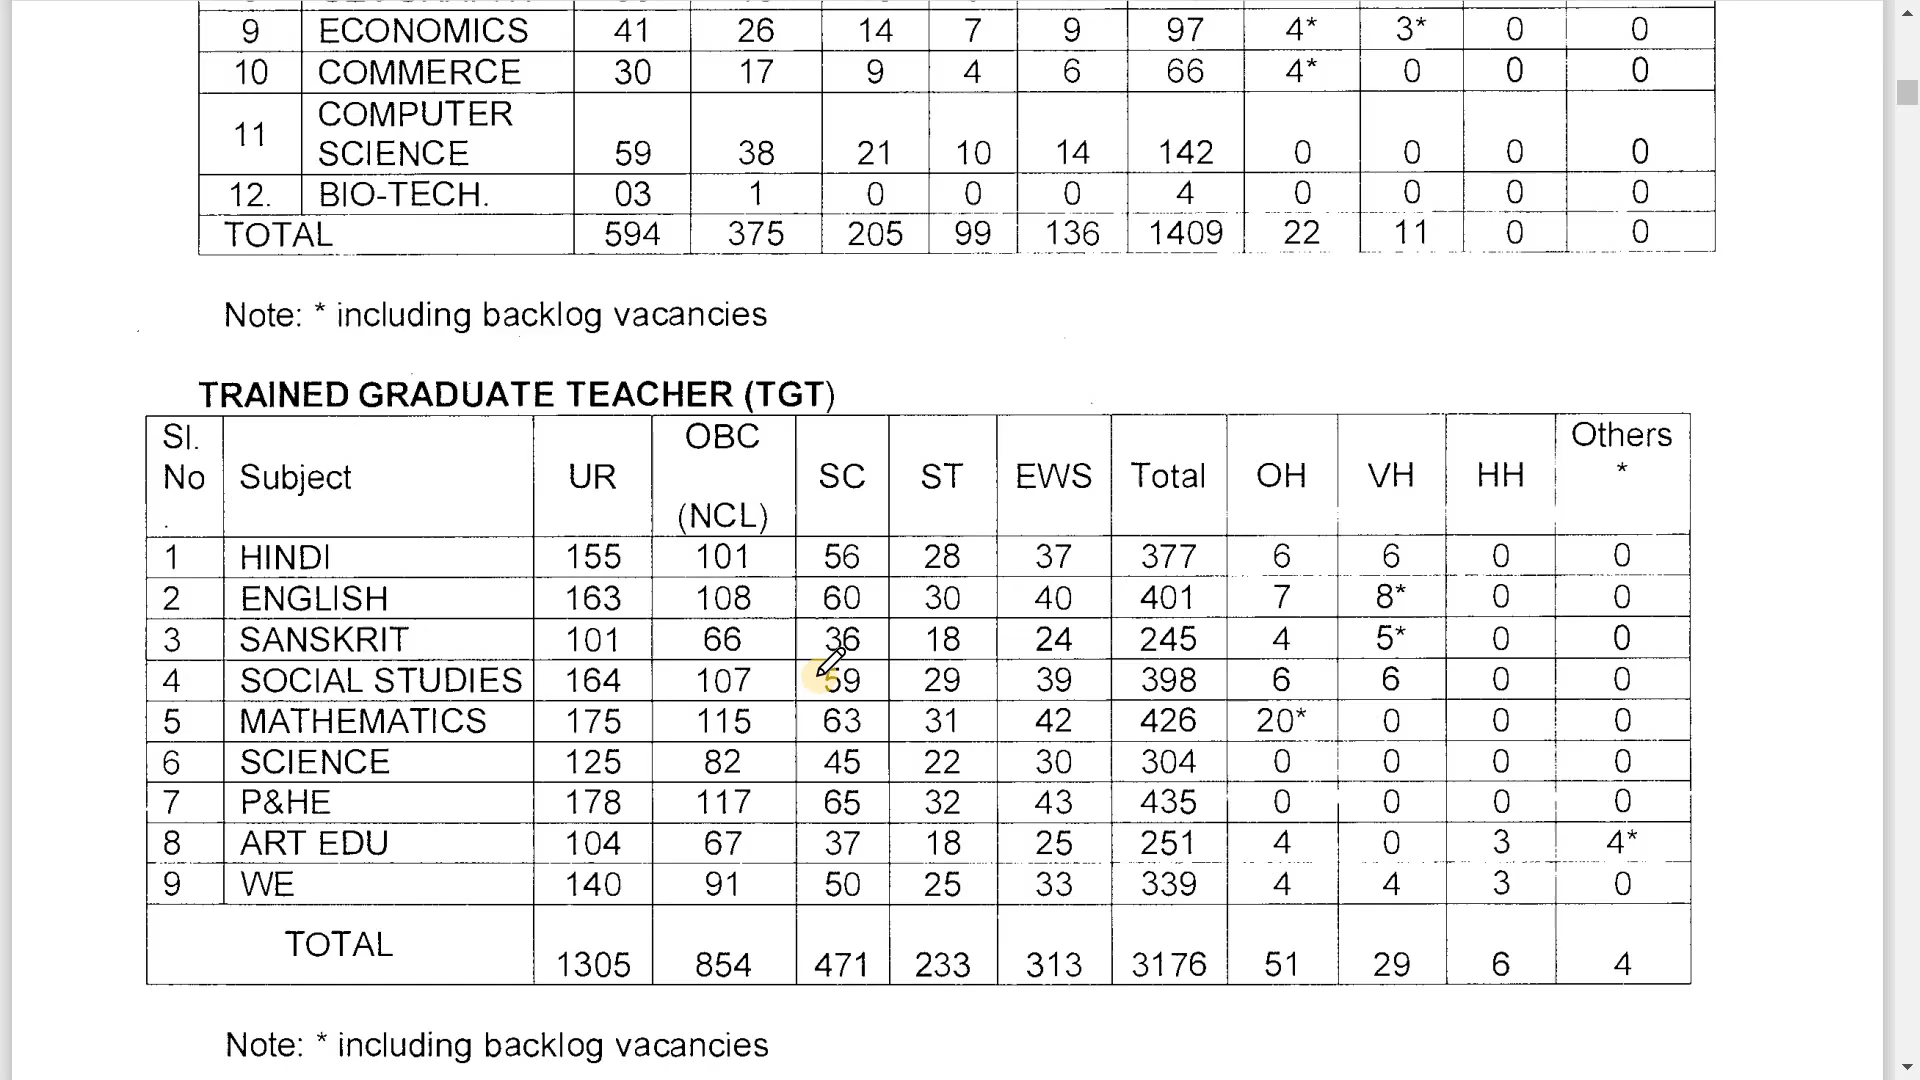 9 ECONOMICS 41 26 14 7 9 97 4* 3* 0 0
10 COMMERCE 30 17 9 4 6 66 4* 0 0 0
11 COMPUTER
SCIENCE 59 38 21 10 14 142 0 0 0 0
12. BIO-TECH. 03 1 0 0 0 4 0 0 0 0
TOTAL 594 375 205 99 136 1409 22 11 0 0
Note: * including backlog vacancies
TRAINED GRADUATE TEACHER (TGT)
Sl. OBC Others
No Subject UR SC ST EWS Total OH VH HH *
. (NCL)
1 HINDI 155 101 56 28 37 377 6 6 0 0
2 ENGLISH 163 108 60 30 40 401 7 8* 0 0
3 SANSKRIT 101 66 36 18 24 245 4 5* 0 0
4 SOCIAL STUDIES 164 107 59 29 39 398 6 6 0 0
5 MATHEMATICS 175 115 63 31 42 426 20* 0 0 0
6 SCIENCE 125 82 45 22 30 304 0 0 0 0
7 P&HE 178 117 65 32 43 435 0 0 0 0
8 ART EDU 104 67 37 18 25 251 4 0 3 4*
9 WE 140 91 50 25 33 339 4 4 3 0
TOTAL 1305 854 471 233 313 3176 51 29 6 4
Note: * including backlog vacancies